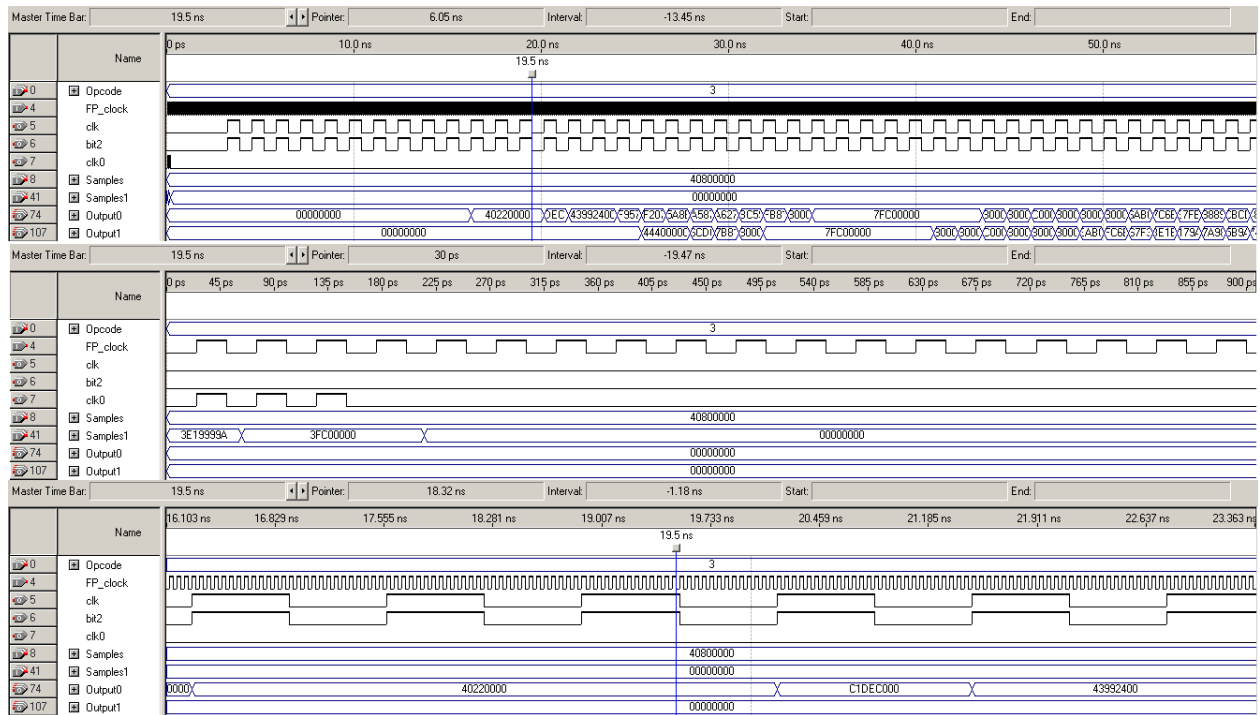 Master Time Bar: 19.5 ns Pointer: 6.05 ns Interval: -13.45 ns Start: End:
Name 0 ps 10.0 ns 20.0 ns 30.0 ns 40.0 ns 50.0 ns
19.5 ns
0 Opcode 3
4 FP_clock
5 clk
6 bit2
7 clk0
8 Samples 40800000
41 Samples1 00000000
74 Output0 00000000 40220000 43992400 7FC00000
107 Output1 00000000 7FC00000
Master Time Bar: 19.5 ns Pointer: 30 ps Interval: -19.47 ns Start: End:
Name 0 ps 45 ps 90 ps 135 ps 180 ps 225 ps 270 ps 315 ps 360 ps 405 ps 450 ps 495 ps 540 ps 585 ps 630 ps 675 ps 720 ps 765 ps 810 ps 855 ps 900 ps
0 Opcode 3
4 FP_clock
5 clk
6 bit2
7 clk0
8 Samples 40800000
41 Samples1 3E19999A 3FC00000 00000000
74 Output0 00000000
107 Output1 00000000
Master Time Bar: 19.5 ns Pointer: 18.32 ns Interval: -1.18 ns Start: End:
Name 16.103 ns 16.829 ns 17.555 ns 18.281 ns 19.007 ns 19.733 ns 20.459 ns 21.185 ns 21.911 ns 22.637 ns 23.363 ns
19.5 ns
0 Opcode 3
4 FP_clock
5 clk
6 bit2
7 clk0
8 Samples 40800000
41 Samples1 00000000
74 Output0 0000 40220000 C1DEC000 43992400
107 Output1 00000000